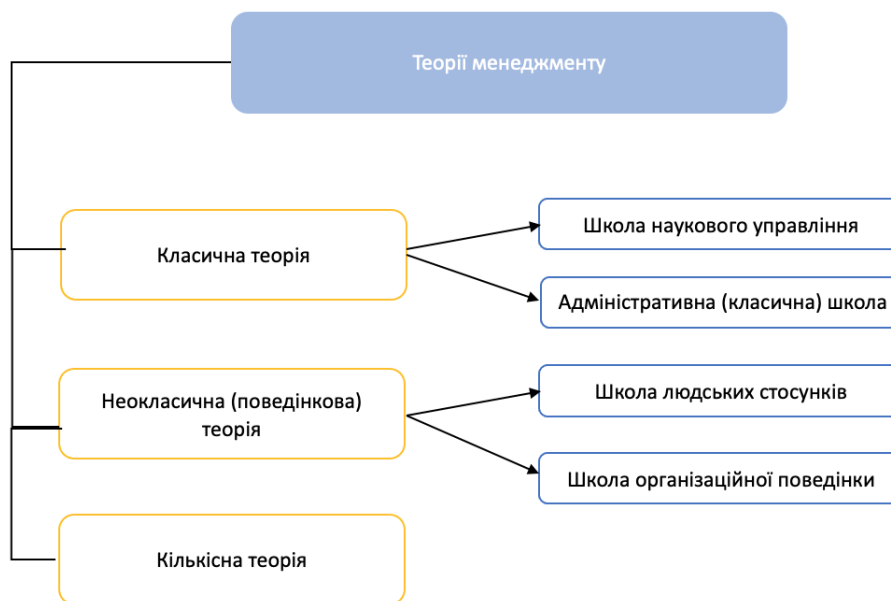 Теорії менеджменту
Класична теорія
Школа наукового управління
Адміністративна (класична) школа
Неокласична (поведінкова)
теорія
Школа людських стосунків
Школа організаційної поведінки
Кількісна теорія